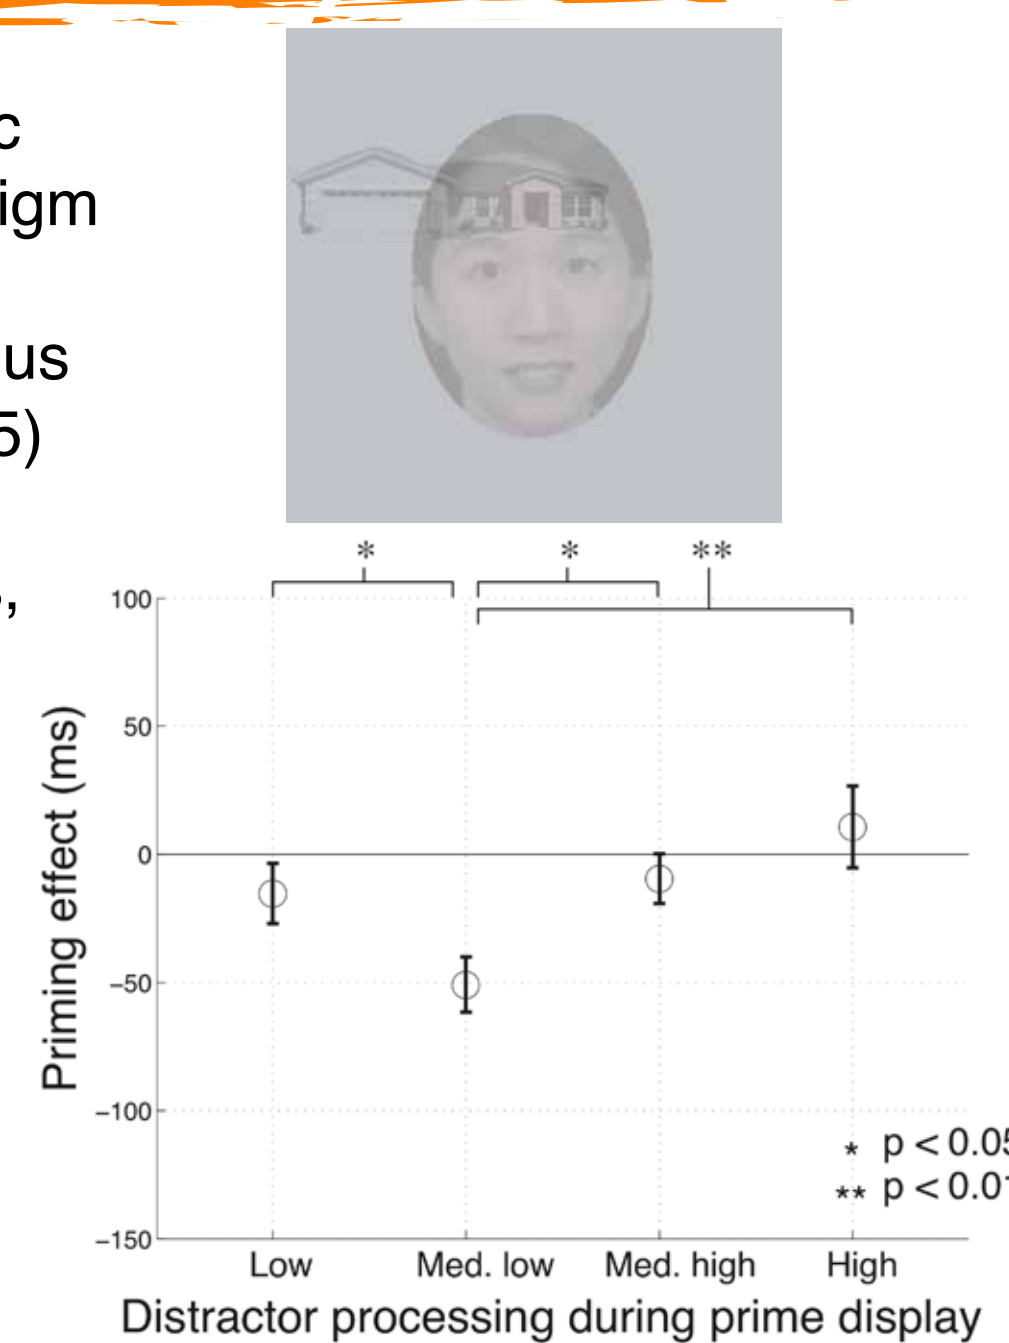 c
igm
us
5)
,
* * **
100
50
0
−50
−100
−150
Priming effect (ms)
* p < 0.05
** p < 0.0
Low Med. low Med. high High
Distractor processing during prime display